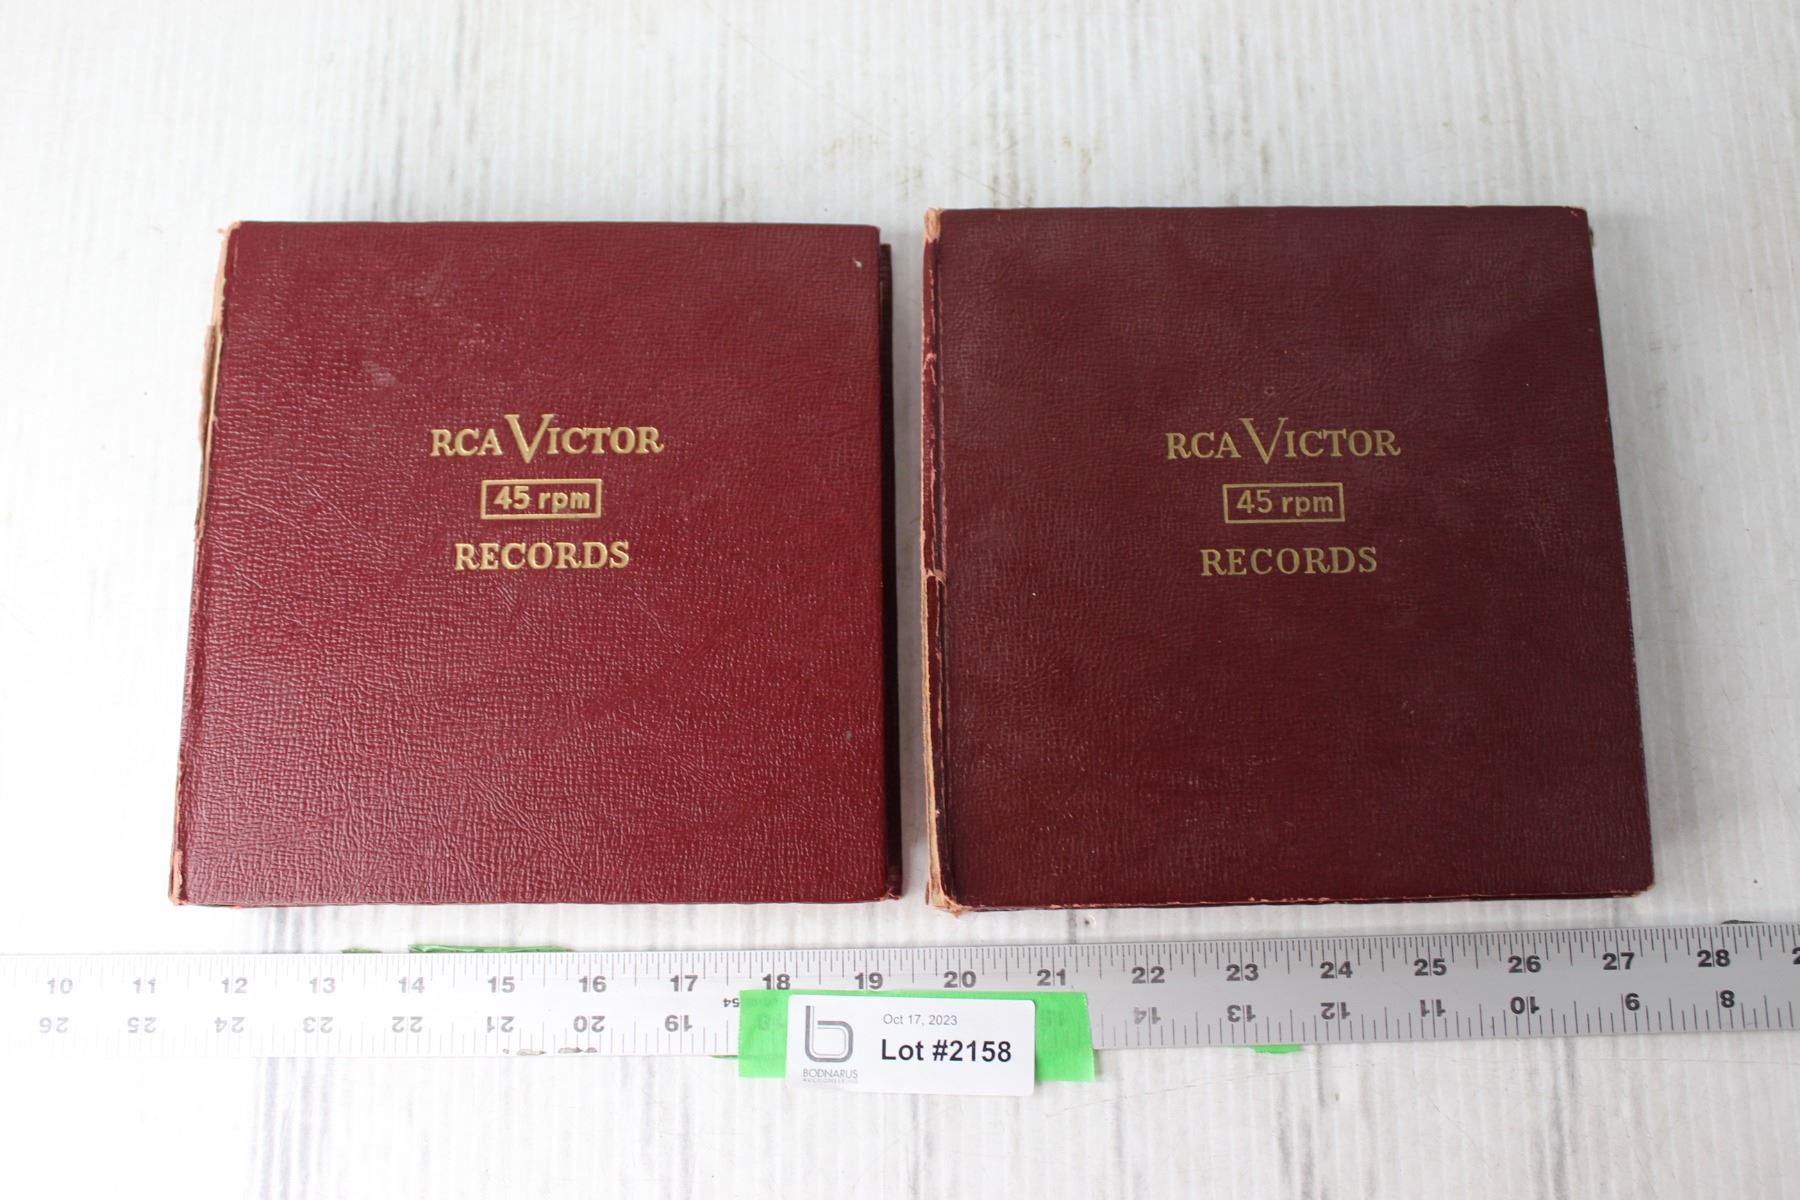 RCA VICTOR
45 rpm
RECORDS
RCA VICTOR
45 rpm
RECORDS
10 11 12 13 14 15 16 17 18 19 20 21 22 23 24 25 26 27 28
26 25 24 23 22 21 20 19 14 13 12 11 10 9 8
Oct 17, 2023
Lot #2158
BODNARUS
AUCTIONEERING